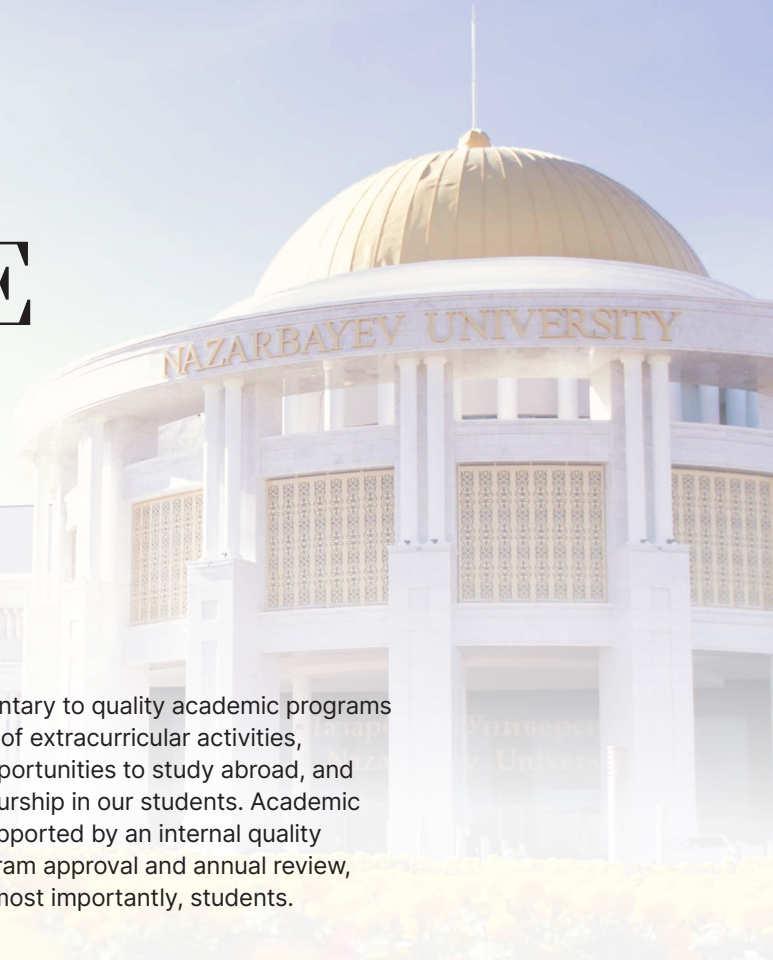 E
NAZARBAYEV UNIVERSITY
ntary to quality academic programs
of extracurricular activities,
portunities to study abroad, and
urship in our students. Academic
pported by an internal quality
ram approval and annual review,
most importantly, students.